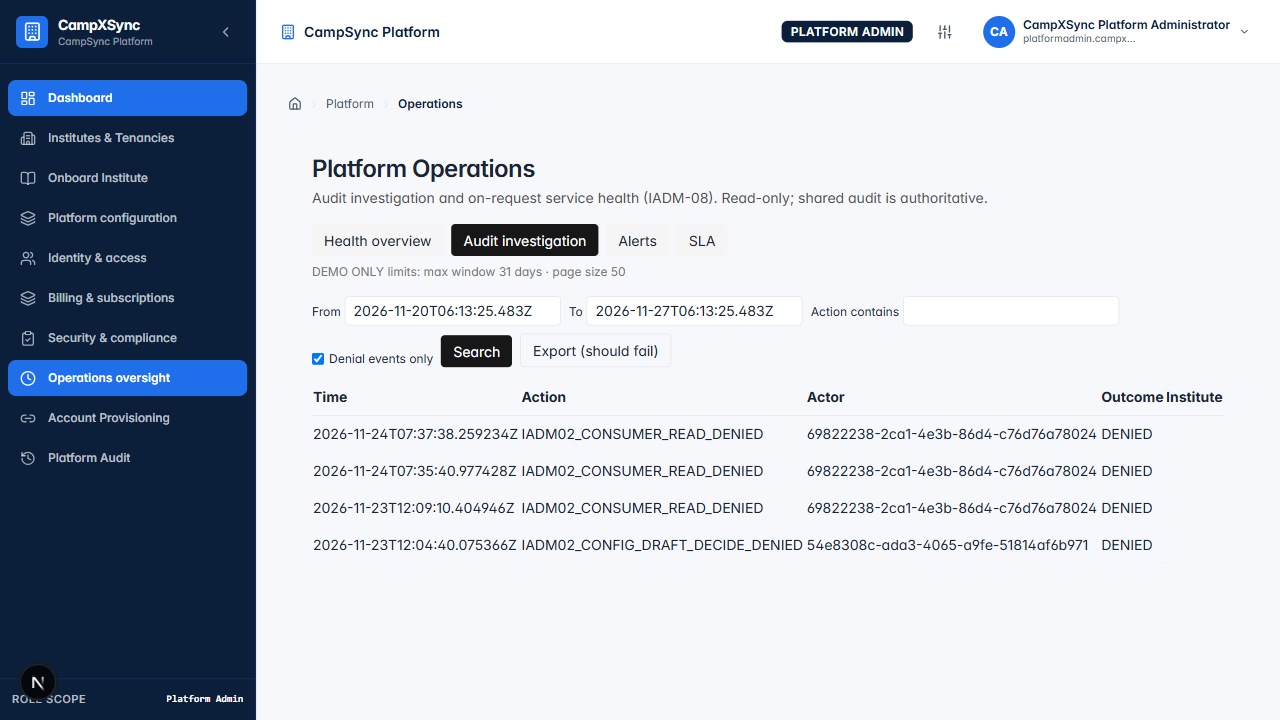 CampXSync
CampSync Platform
Dashboard
Institutes & Tenancies
Onboard Institute
Platform configuration
Identity & access
Billing & subscriptions
Security & compliance
Operations oversight
Account Provisioning
Platform Audit
N
SCOPE
Platform Admin
CampSync Platform
PLATFORM ADMIN
CA
CampXSync Platform Administrator
platformadmin.campx...
Platform
Operations
Platform Operations
Audit investigation and on-request service health (IADM-08). Read-only; shared audit is authoritative.
Health overview Audit investigation Alerts SLA
DEMO ONLY limits: max window 31 days · page size 50
From 2026-11-20T06:13:25.483Z To 2026-11-27T06:13:25.483Z Action contains
Denial events only Search Export (should fail)
Time Action Actor Outcome Institute
2026-11-24T07:37:38.259234Z IADM02_CONSUMER_READ_DENIED 69822238-2ca1-4e3b-86d4-c76d76a78024 DENIED
2026-11-24T07:35:40.977428Z IADM02_CONSUMER_READ_DENIED 69822238-2ca1-4e3b-86d4-c76d76a78024 DENIED
2026-11-23T12:09:10.404946Z IADM02_CONSUMER_READ_DENIED 69822238-2ca1-4e3b-86d4-c76d76a78024 DENIED
2026-11-23T12:04:40.075366Z IADM02_CONFIG_DRAFT_DECIDE_DENIED 54e8308c-ada3-4065-a9fe-51814af6b971 DENIED